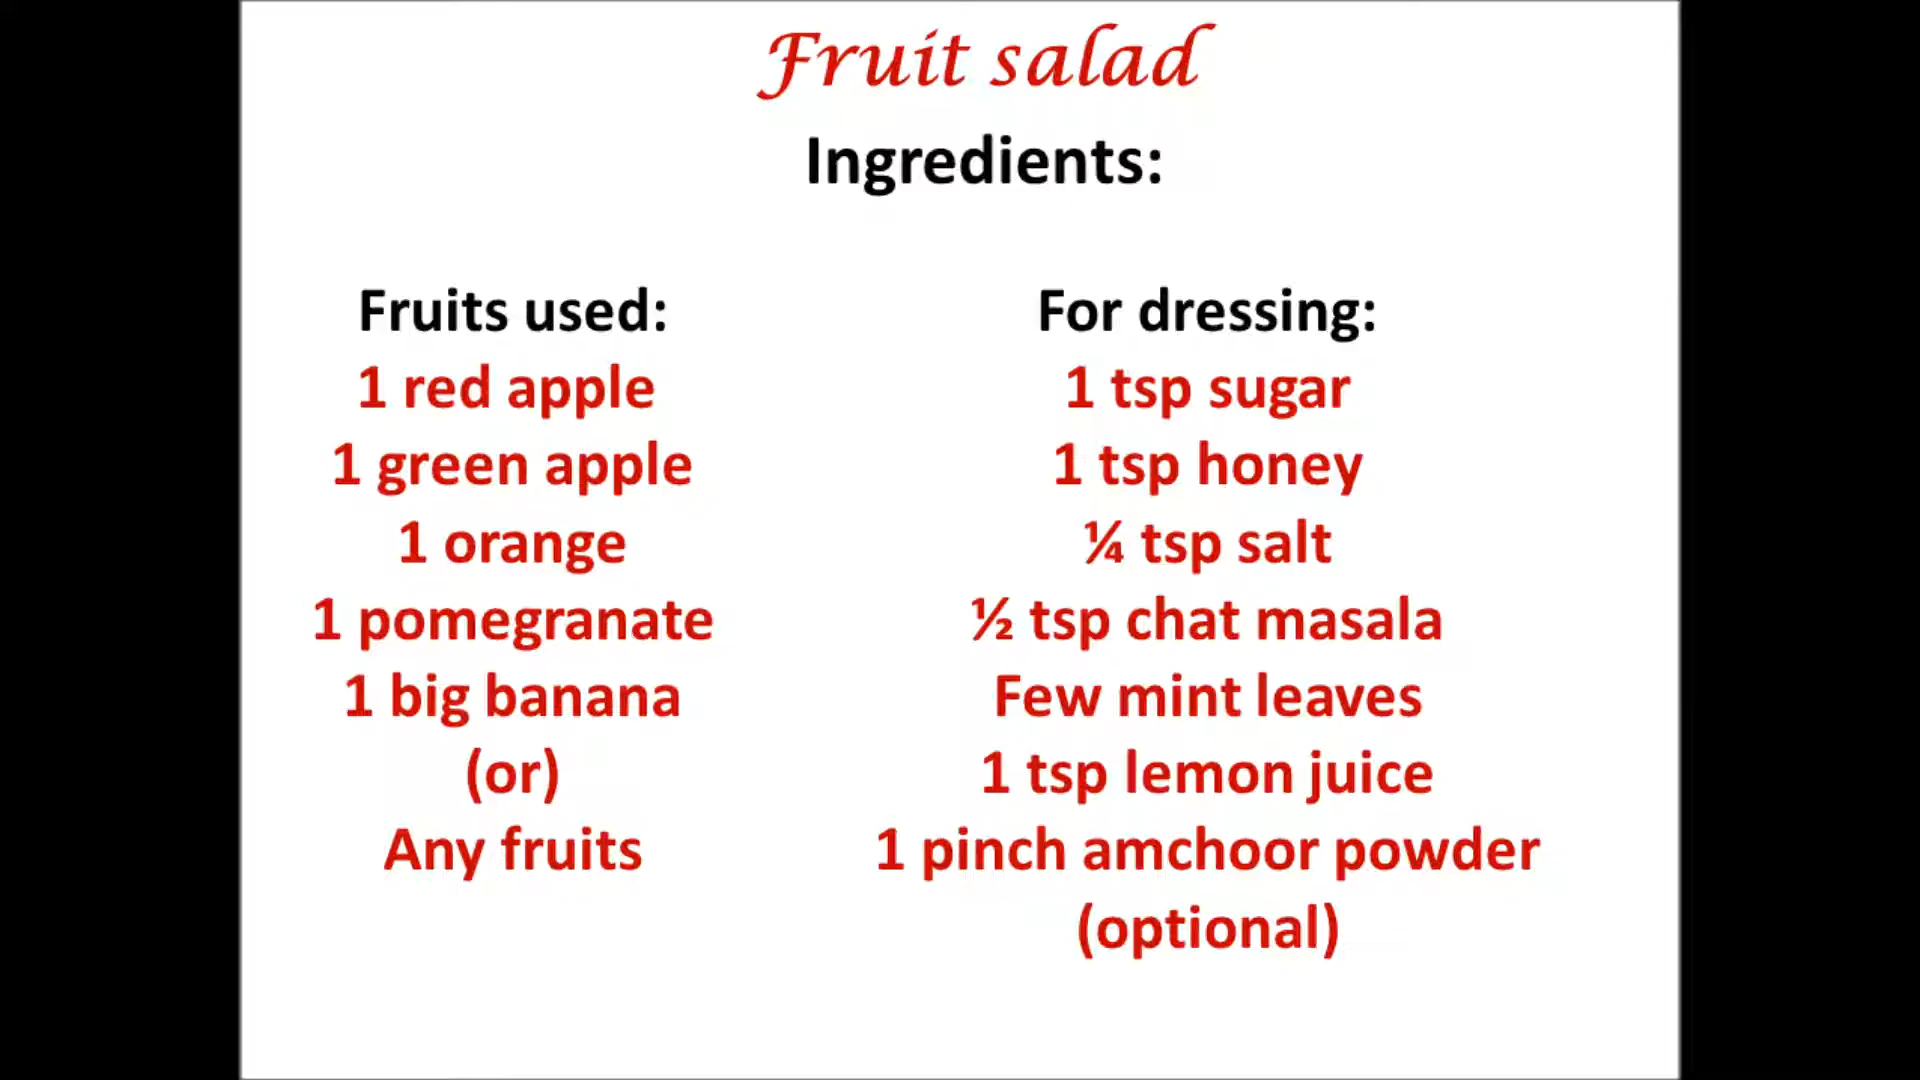 Fruit salad
Ingredients:
Fruits used:
1 red apple
1 green apple
1 orange
1 pomegranate
1 big banana
(or)
Any fruits
For dressing:
1 tsp sugar
1 tsp honey
¼ tsp salt
½ tsp chat masala
Few mint leaves
1 tsp lemon juice
1 pinch amchoor powder
(optional)